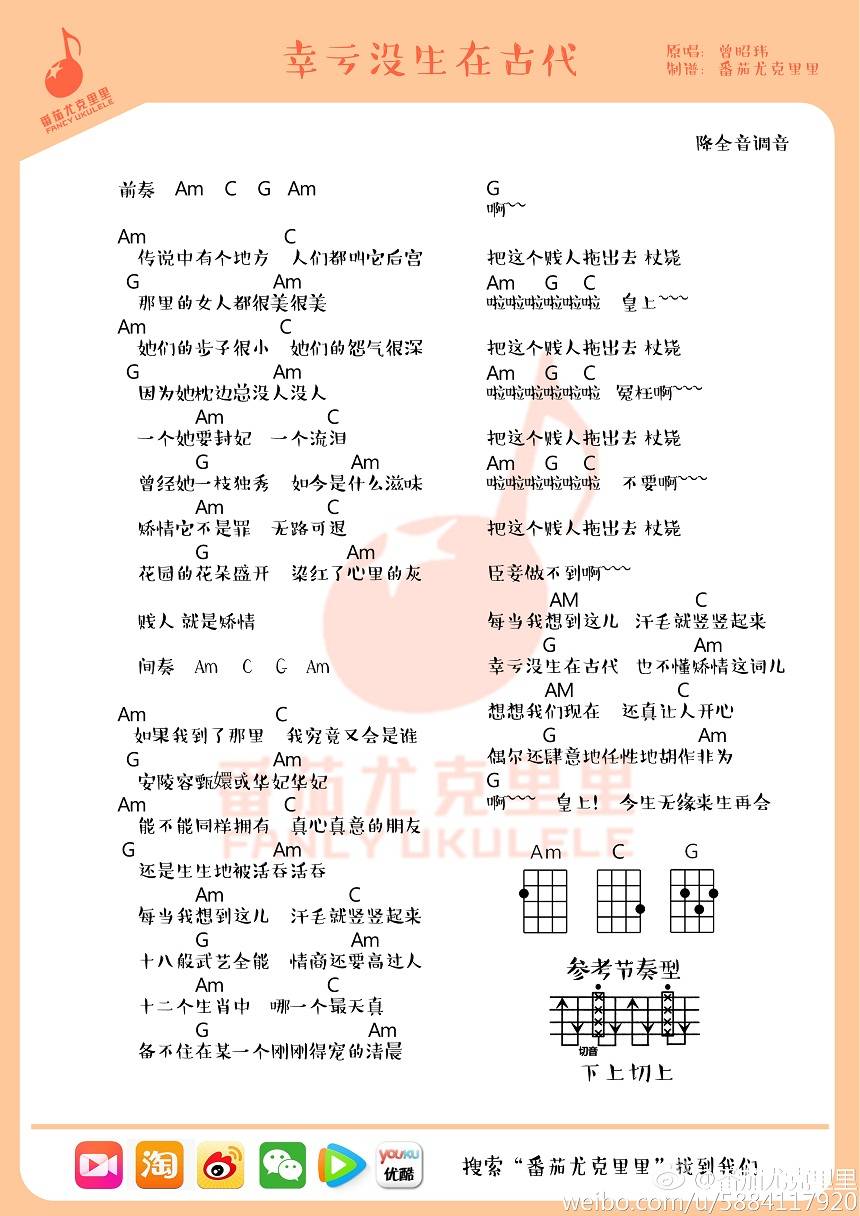 幸亏没生在古代
原唱：曾昭玮
制谱：番茄尤克里里
番茄尤克里里
FANCY UKULELE
降全音调音
前奏 Am C G Am
Am C
传说中有个地方 人们都叫它后宫
G Am
那里的女人都很美很美
Am C
她们的步子很小 她们的怨气很深
G Am
因为她枕边总没人没人
Am C
一个她要封妃 一个流泪
G Am
曾经她一枝独秀 如今是什么滋味
Am C
矫情它不是罪 无路可退
G Am
花园的花朵盛开 染红了心里的灰
贱人 就是矫情
间奏 Am C G Am
Am C
如果我到了那里 我究竟又会是谁
G Am
安陵容甄嬛或华妃华妃
Am C
能不能同样拥有 真心真意的朋友
G Am
还是生生地被活吞活吞
Am C
每当我想到这儿 汗毛就竖竖起来
G Am
十八般武艺全能 情商还要高过人
Am C
十二个生肖中 哪一个最天真
G Am
备不住在某一个刚刚得宠的清晨
G
啊~~
把这个贱人拖出去 杖毙
Am G C
啦啦啦啦啦啦 皇上~~~
把这个贱人拖出去 杖毙
Am G C
啦啦啦啦啦啦 冤枉啊~~~
把这个贱人拖出去 杖毙
Am G C
啦啦啦啦啦啦 不要啊~~~
把这个贱人拖出去 杖毙
臣妾做不到啊~~~
AM C
每当我想到这儿 汗毛就竖竖起来
G Am
幸亏没生在古代 也不懂矫情这词儿
AM C
想想我们现在 还真让人开心
G Am
偶尔还肆意地任性地胡作非为
G
啊~~~ 皇上！ 今生无缘来生再会
番茄尤克里里
FANCY UKULELE
Am C G
参考节奏型
切音
下上切上
淘
YOUKU
优酷
搜索“番茄尤克里里”找到我们
@番茄尤克里里
weibo.com/u/5884117920